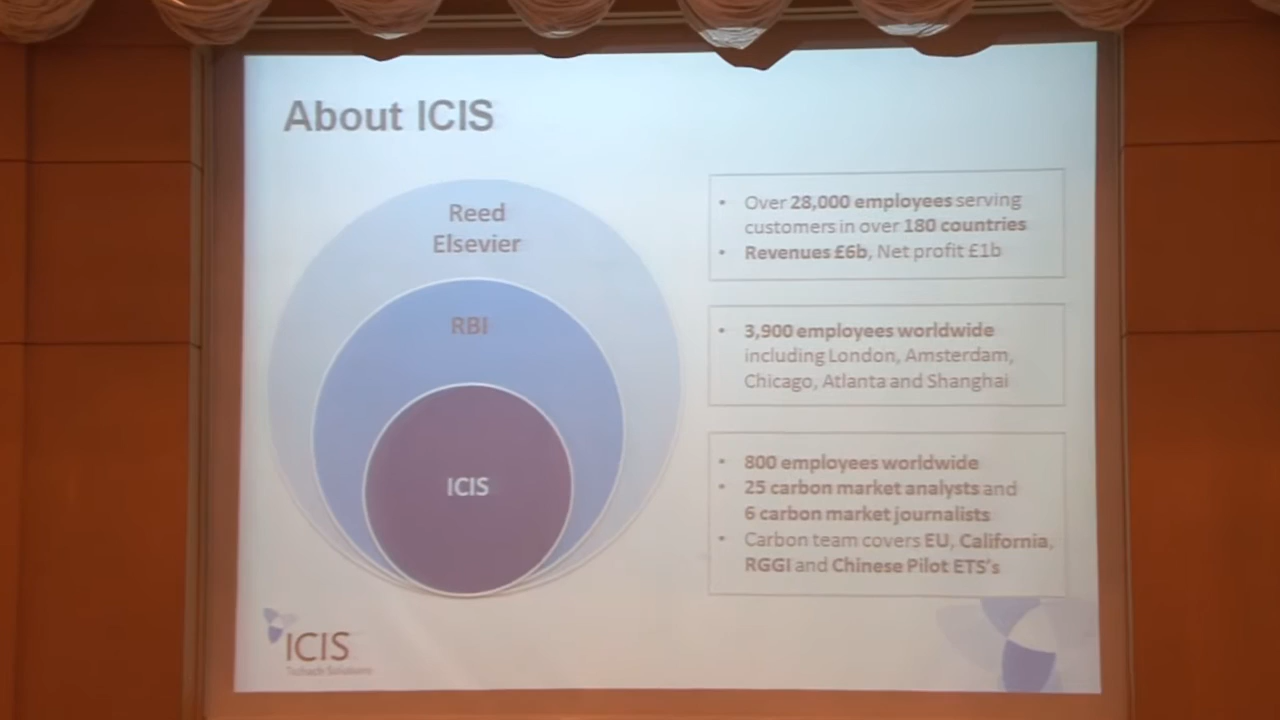 About ICIS
Reed
Elsevier
RBI
ICIS
• Over 28,000 employees serving
customers in over 180 countries
• Revenues £6b, Net profit £1b
• 3,900 employees worldwide
including London, Amsterdam,
Chicago, Atlanta and Shanghai
• 800 employees worldwide
• 25 carbon market analysts and
6 carbon market journalists
• Carbon team covers EU, California,
RGGI and Chinese Pilot ETS's
ICIS
Tschach Solutions